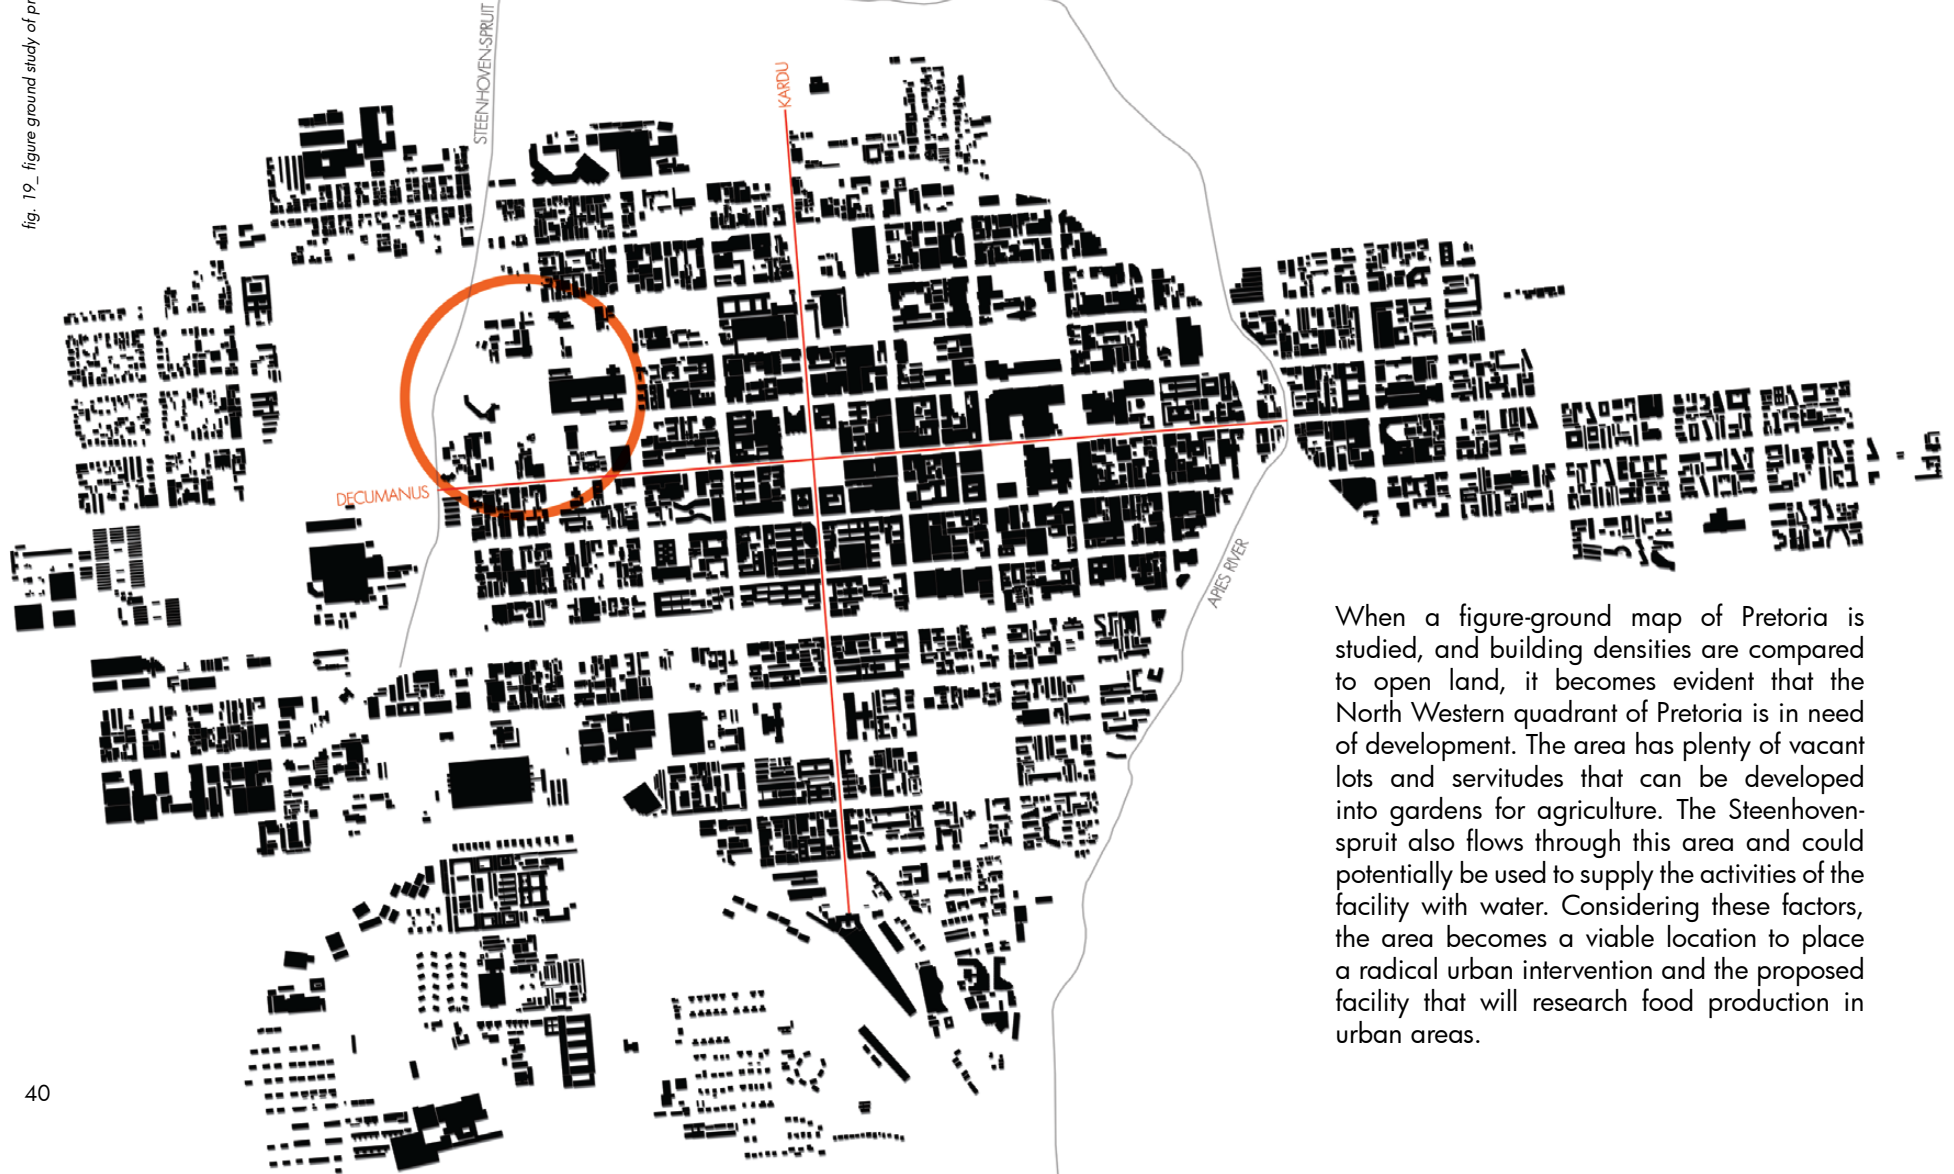 fig. 19_ figure ground study of
STEENHOVEN-SPRUIT
KARDU
DECUMANUS
APIES RIVER
When a figure-ground map of Pretoria is
studied, and building densities are compared
to open land, it becomes evident that the
North Western quadrant of Pretoria is in need
of development. The area has plenty of vacant
lots and servitudes that can be developed
into gardens for agriculture. The Steenhoven-
spruit also flows through this area and could
potentially be used to supply the activities of the
facility with water. Considering these factors,
the area becomes a viable location to place
a radical urban intervention and the proposed
facility that will research food production in
urban areas.
40